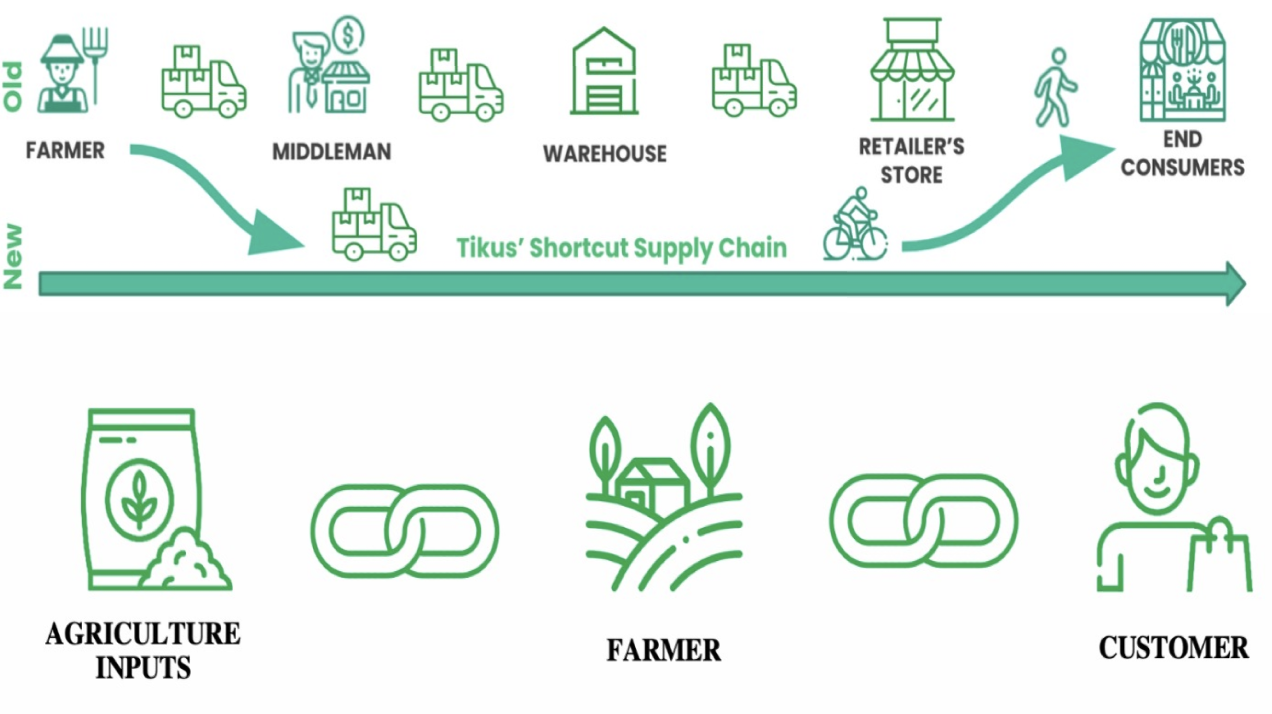 Old
FARMER
MIDDLEMAN
WAREHOUSE
RETAILER'S
STORE
END
CONSUMERS
New
Tikus' Shortcut Supply Chain
AGRICULTURE
INPUTS
FARMER
CUSTOMER